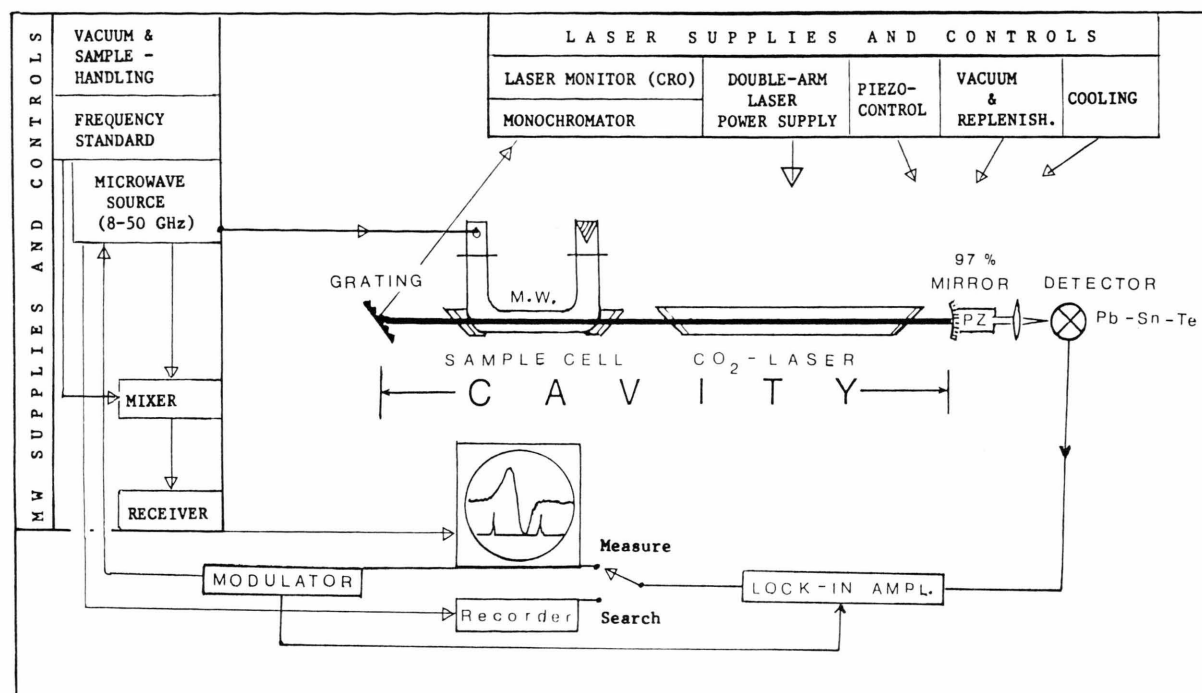 MW SUPPLIES AND CONTROLS
VACUUM &
SAMPLE -
HANDLING
FREQUENCY
STANDARD
MICROWAVE
SOURCE
(8-50 GHz)
MIXER
RECEIVER
LASER SUPPLIES AND CONTROLS
LASER MONITOR (CRO)
MONOCHROMATOR
DOUBLE-ARM
LASER
POWER SUPPLY
PIEZO-
CONTROL
VACUUM
&
REPLENISH.
COOLING
GRATING
M.W.
97 %
MIRROR
PZ
DETECTOR
Pb-Sn-Te
SAMPLE CELL
CO2-LASER
CAVITY
Measure
Search
MODULATOR
Recorder
LOCK-IN AMPL.